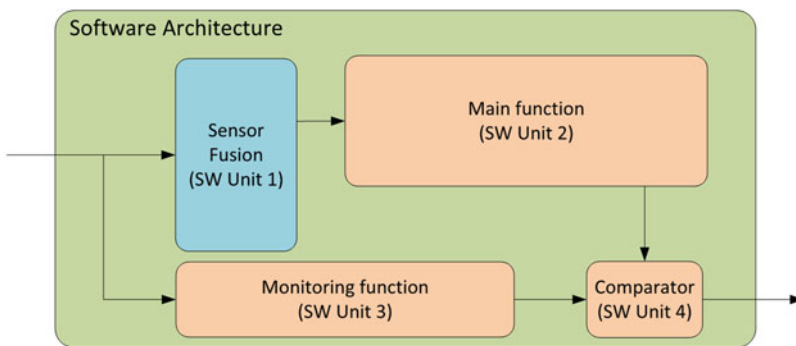 Software Architecture
Sensor
Fusion
(SW Unit 1)
Main function
(SW Unit 2)
Monitoring function
(SW Unit 3)
Comparator
(SW Unit 4)